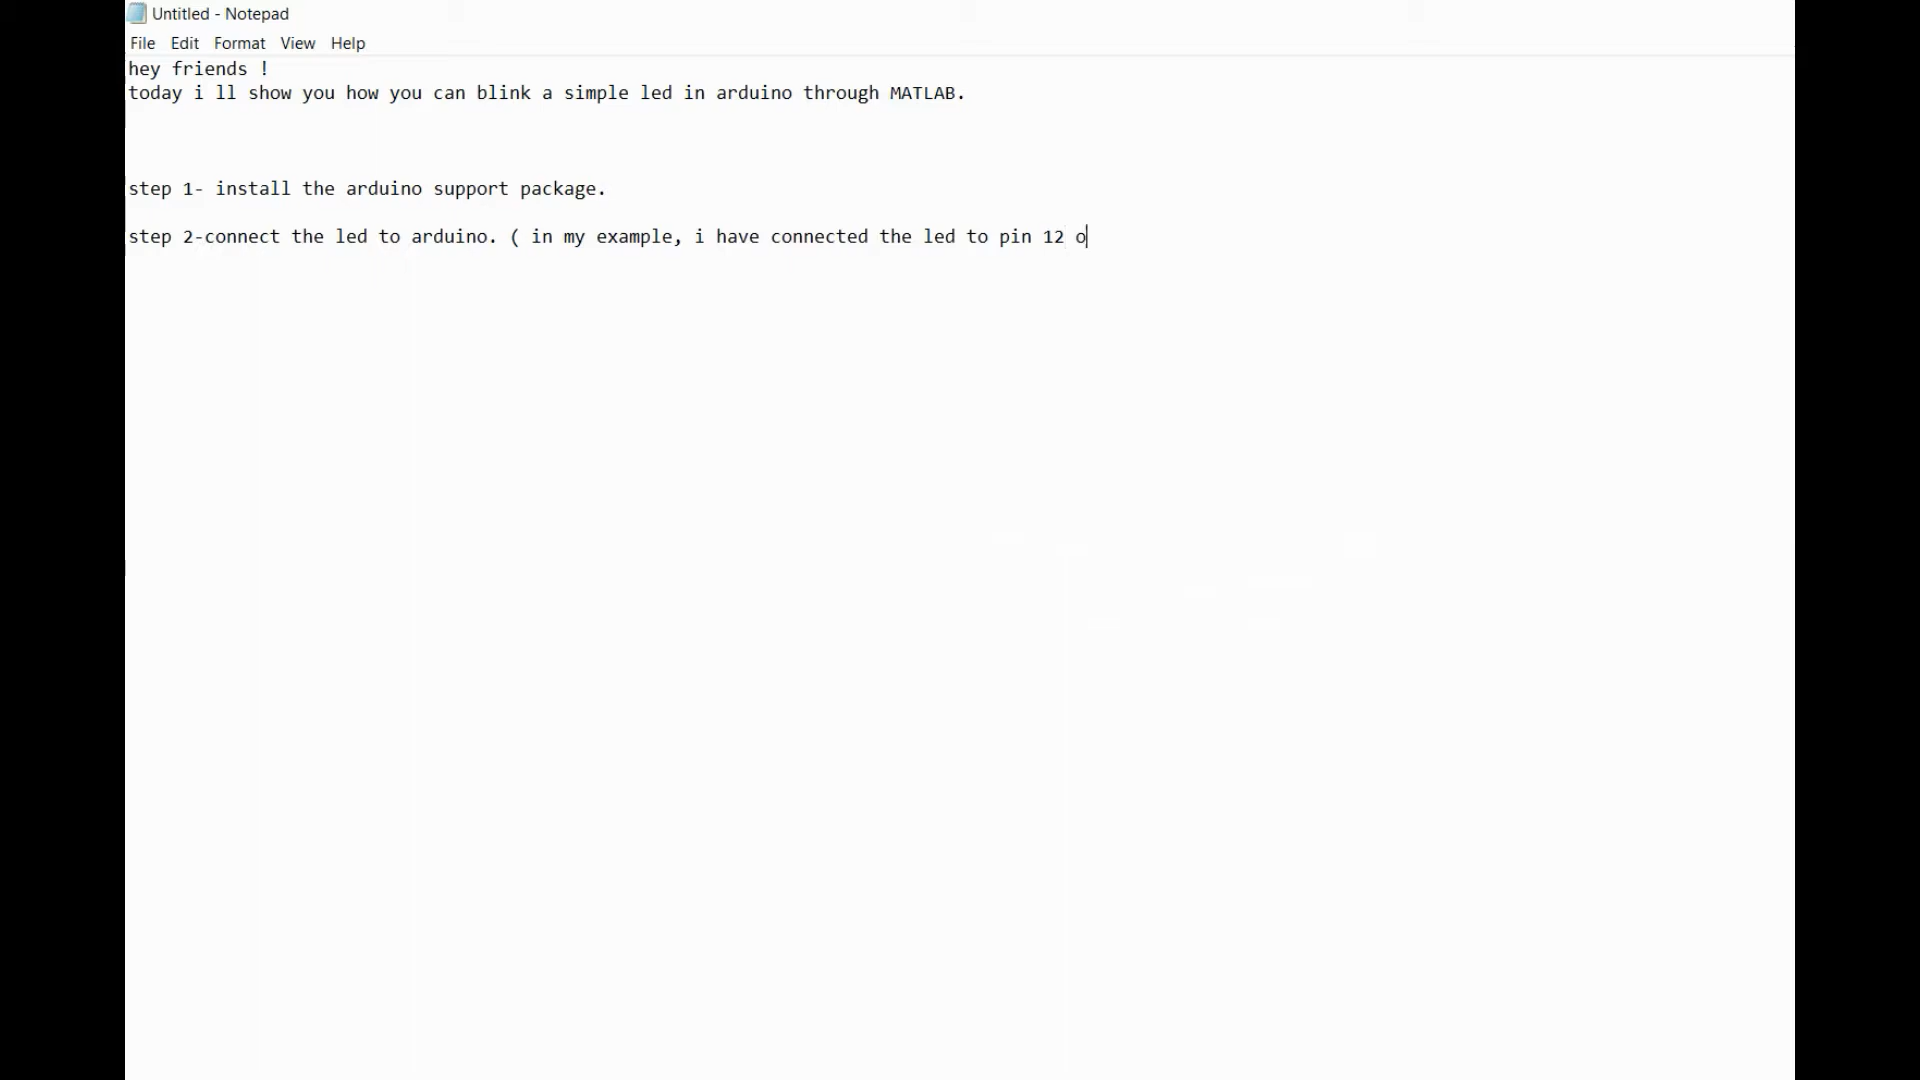 Untitled - Notepad
File Edit Format View Help
hey friends !
today i ll show you how you can blink a simple led in arduino through MATLAB.
step 1- install the arduino support package.
step 2-connect the led to arduino. ( in my example, i have connected the led to pin 12 o